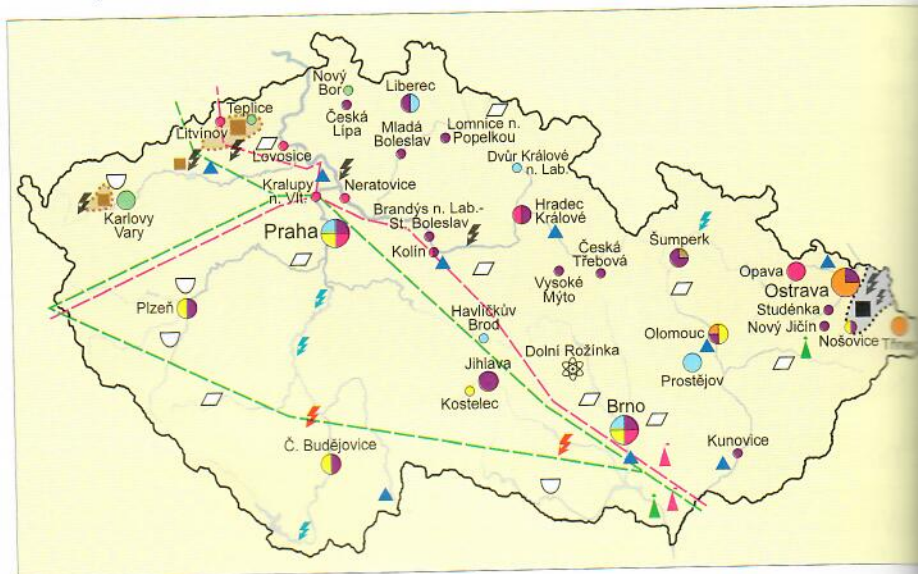 Nový
Bor
Teplice
Liberec
Litvínov
Česká
Lípa
Mladá
Boleslav
Lomnice n.
Popelkou
Lovosice
Dvůr Králové
n. Lab.
Karlovy
Vary
Kralupy
n. Vlt.
Neratovice
Brandýs n. Lab.-
St. Boleslav
Hradec
Králové
Praha
Kolín
Česká
Třebová
Šumperk
Vysoké
Mýto
Opava
Ostrava
Plzeň
Havlíčkův
Brod
Studénka
Nový Jičín
Nošovice
Olomouc
Dolní Rožínka
Prostějov
Jihlava
Kostelec
Brno
Kunovice
Č. Budějovice